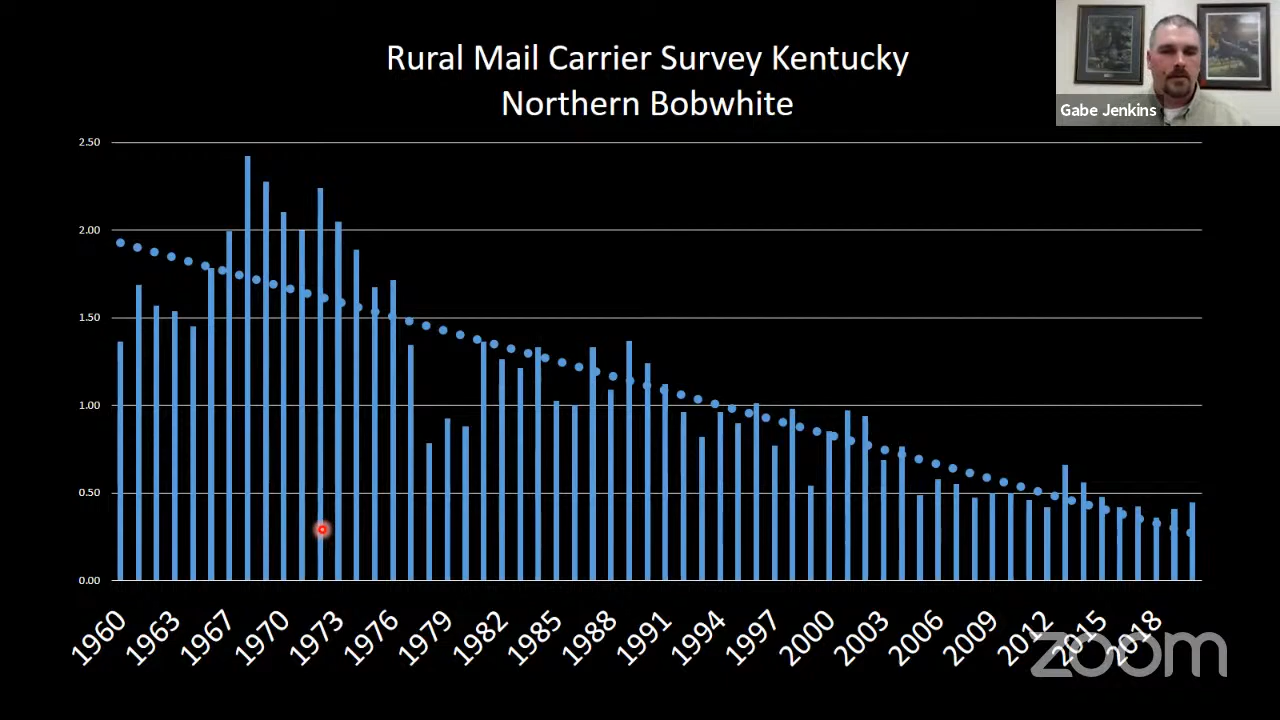 Rural Mail Carrier Survey Kentucky
Northern Bobwhite
Gabe Jenkins
2.50
2.00
1.50
1.00
0.50
0.00
1960 1963 1967 1970 1973 1976 1979 1982 1985 1988 1991 1994 1997 2000 2003 2006 2009 2012 2015 2018
zoom